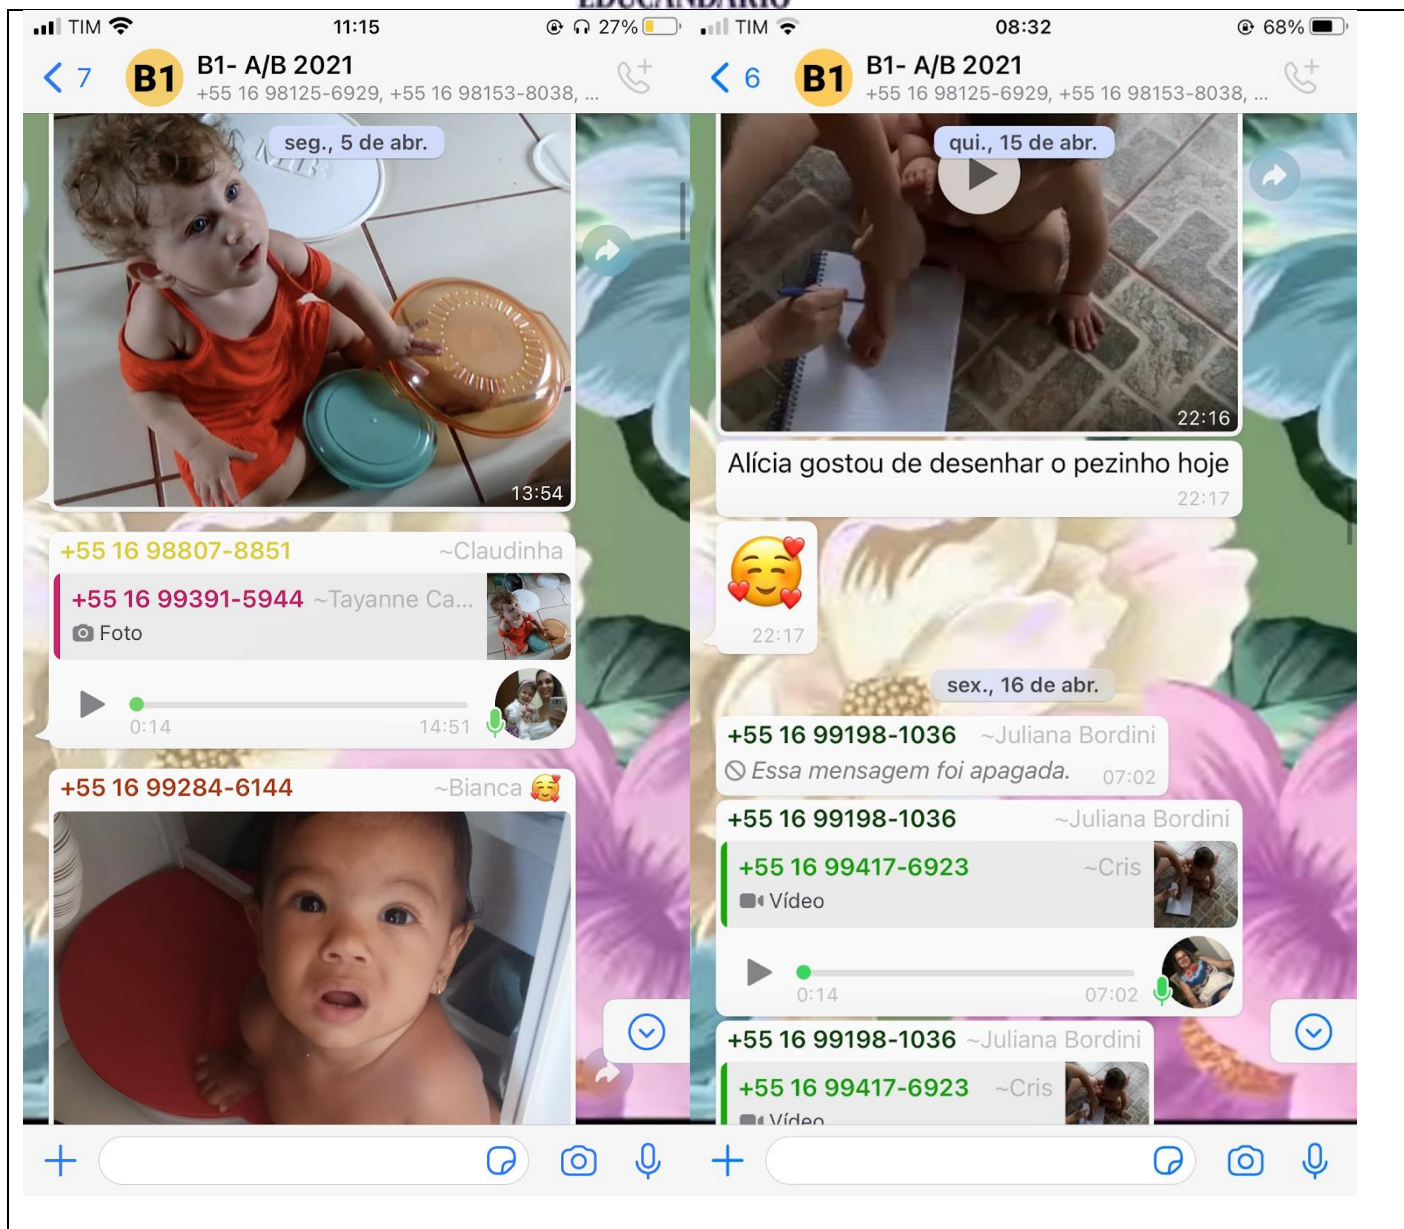 EDUCANDÁRIO
TIM
11:15
27%
7
B1
B1- A/B 2021
+55 16 98125-6929, +55 16 98153-8038, ...
seg., 5 de abr.
13:54
+55 16 98807-8851 ~Claudinha
+55 16 99391-5944 ~Tayanne Ca...
Foto
0:14 14:51
+55 16 99284-6144 ~Bianca 🥰
TIM
08:32
68%
6
B1
B1- A/B 2021
+55 16 98125-6929, +55 16 98153-8038, ...
qui., 15 de abr.
22:16
Alícia gostou de desenhar o pezinho hoje
22:17
🥰
22:17
sex., 16 de abr.
+55 16 99198-1036 ~Juliana Bordini
Essa mensagem foi apagada. 07:02
+55 16 99198-1036 ~Juliana Bordini
+55 16 99417-6923 ~Cris
Vídeo
0:14 07:02
+55 16 99198-1036 ~Juliana Bordini
+55 16 99417-6923 ~Cris
Vídeo